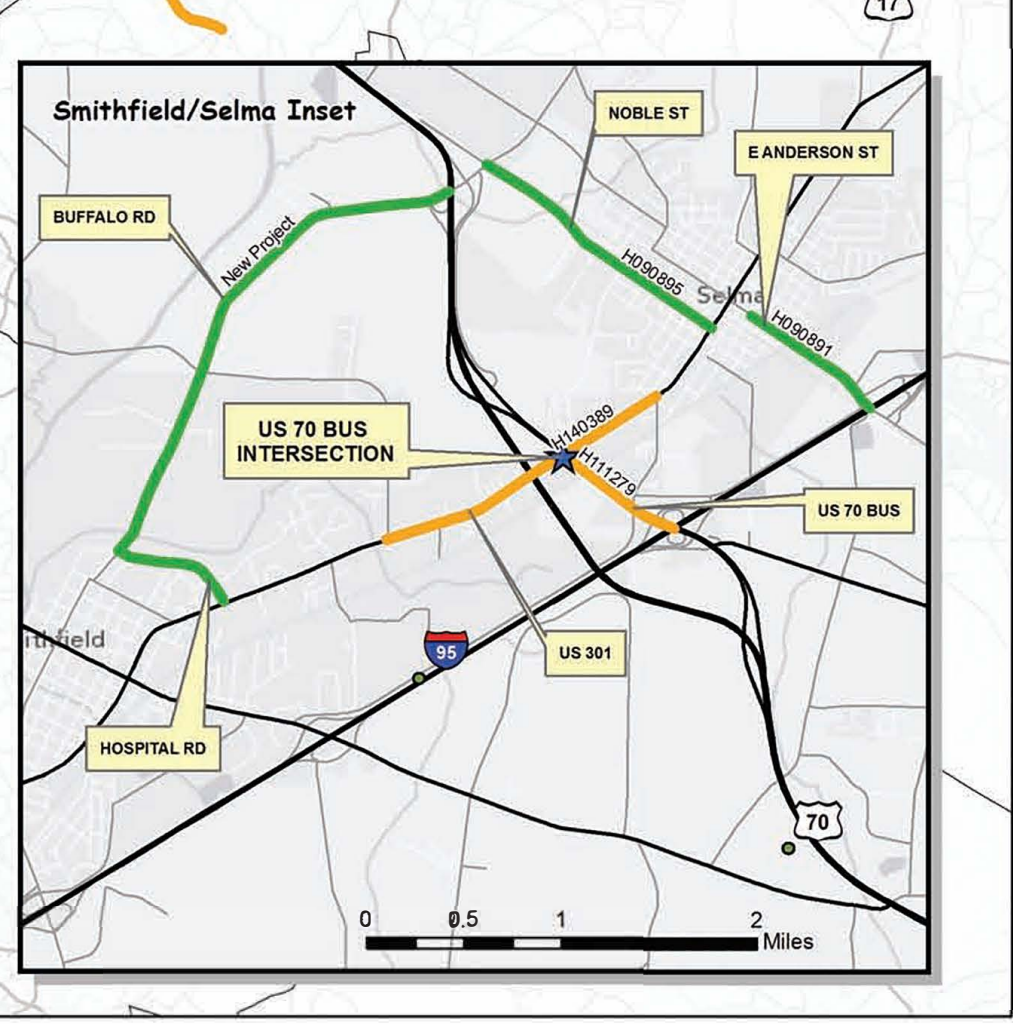 17
Smithfield/Selma Inset
NOBLE ST
E ANDERSON ST
BUFFALO RD
New Project
H090895
Selma
H090891
US 70 BUS
INTERSECTION
H140389
H111279
US 70 BUS
ithfield
95
US 301
HOSPITAL RD
70
0 0.5 1 2
Miles